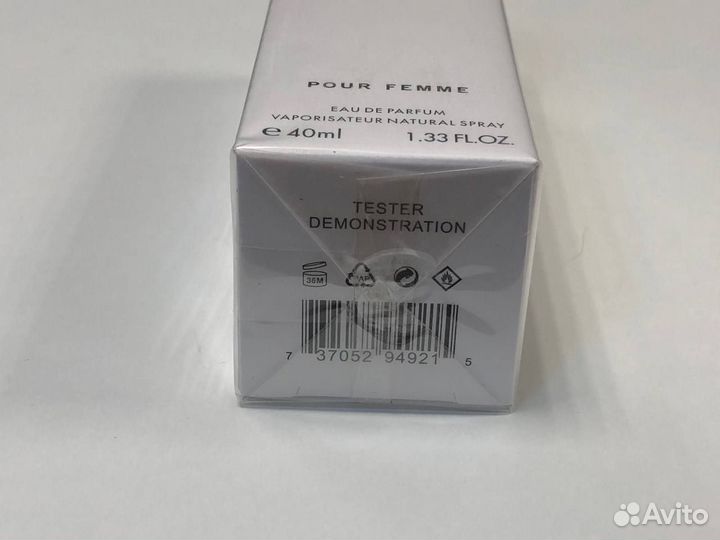 POUR FEMME
EAU DE PARFUM
VAPORISATEUR NATURAL SPRAY
e 40ml 1.33 FL.OZ.
TESTER
DEMONSTRATION
36M
7 37052 94921 5
Avito